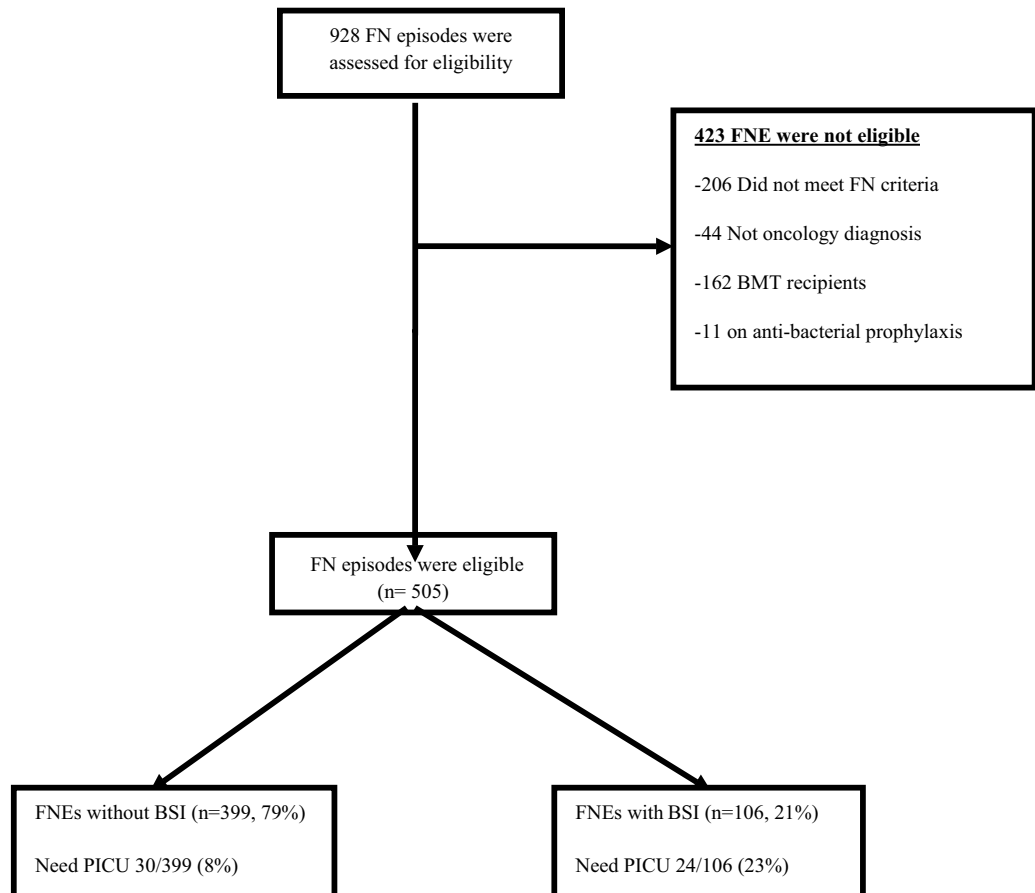 928 FN episodes were
assessed for eligibility
423 FNE were not eligible
-206 Did not meet FN criteria
-44 Not oncology diagnosis
-162 BMT recipients
-11 on anti-bacterial prophylaxis
FN episodes were eligible
(n= 505)
FNEs without BSI (n=399, 79%)
Need PICU 30/399 (8%)
FNEs with BSI (n=106, 21%)
Need PICU 24/106 (23%)